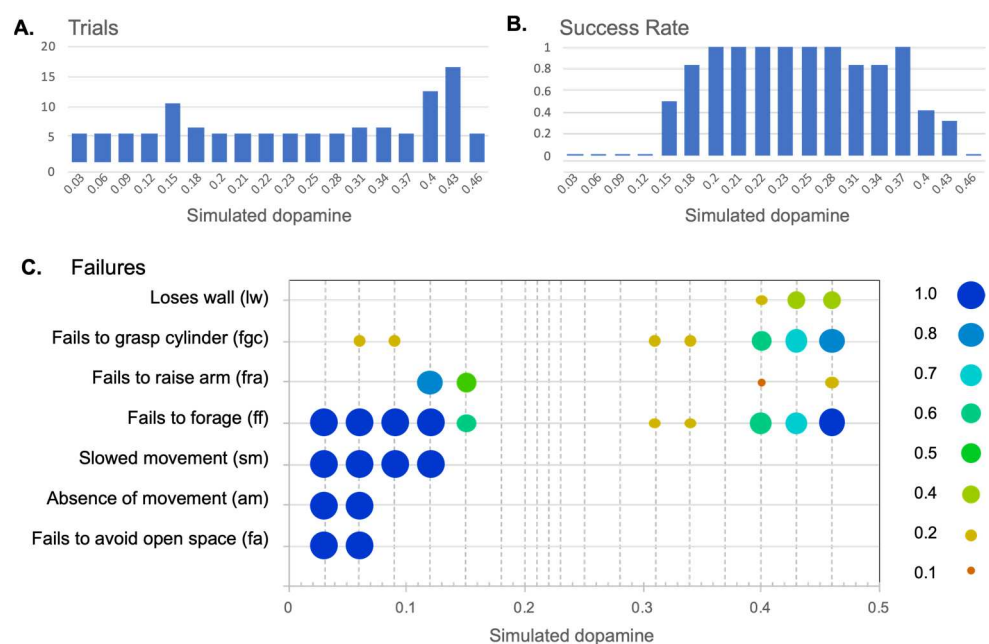 A. Trials
20
15
10
5
0
0.03 0.06 0.09 0.12 0.15 0.18 0.2 0.21 0.22 0.23 0.25 0.28 0.31 0.34 0.37 0.4 0.43 0.46
Simulated dopamine
B. Success Rate
1
0.8
0.6
0.4
0.2
0
0.03 0.06 0.09 0.12 0.15 0.18 0.2 0.21 0.22 0.23 0.25 0.28 0.31 0.34 0.37 0.4 0.43 0.46
Simulated dopamine
C. Failures
Loses wall (lw)
Fails to grasp cylinder (fgc)
Fails to raise arm (fra)
Fails to forage (ff)
Slowed movement (sm)
Absence of movement (am)
Fails to avoid open space (fa)
0 0.1 0.2 0.3 0.4 0.5
Simulated dopamine
1.0
0.8
0.7
0.6
0.5
0.4
0.2
0.1